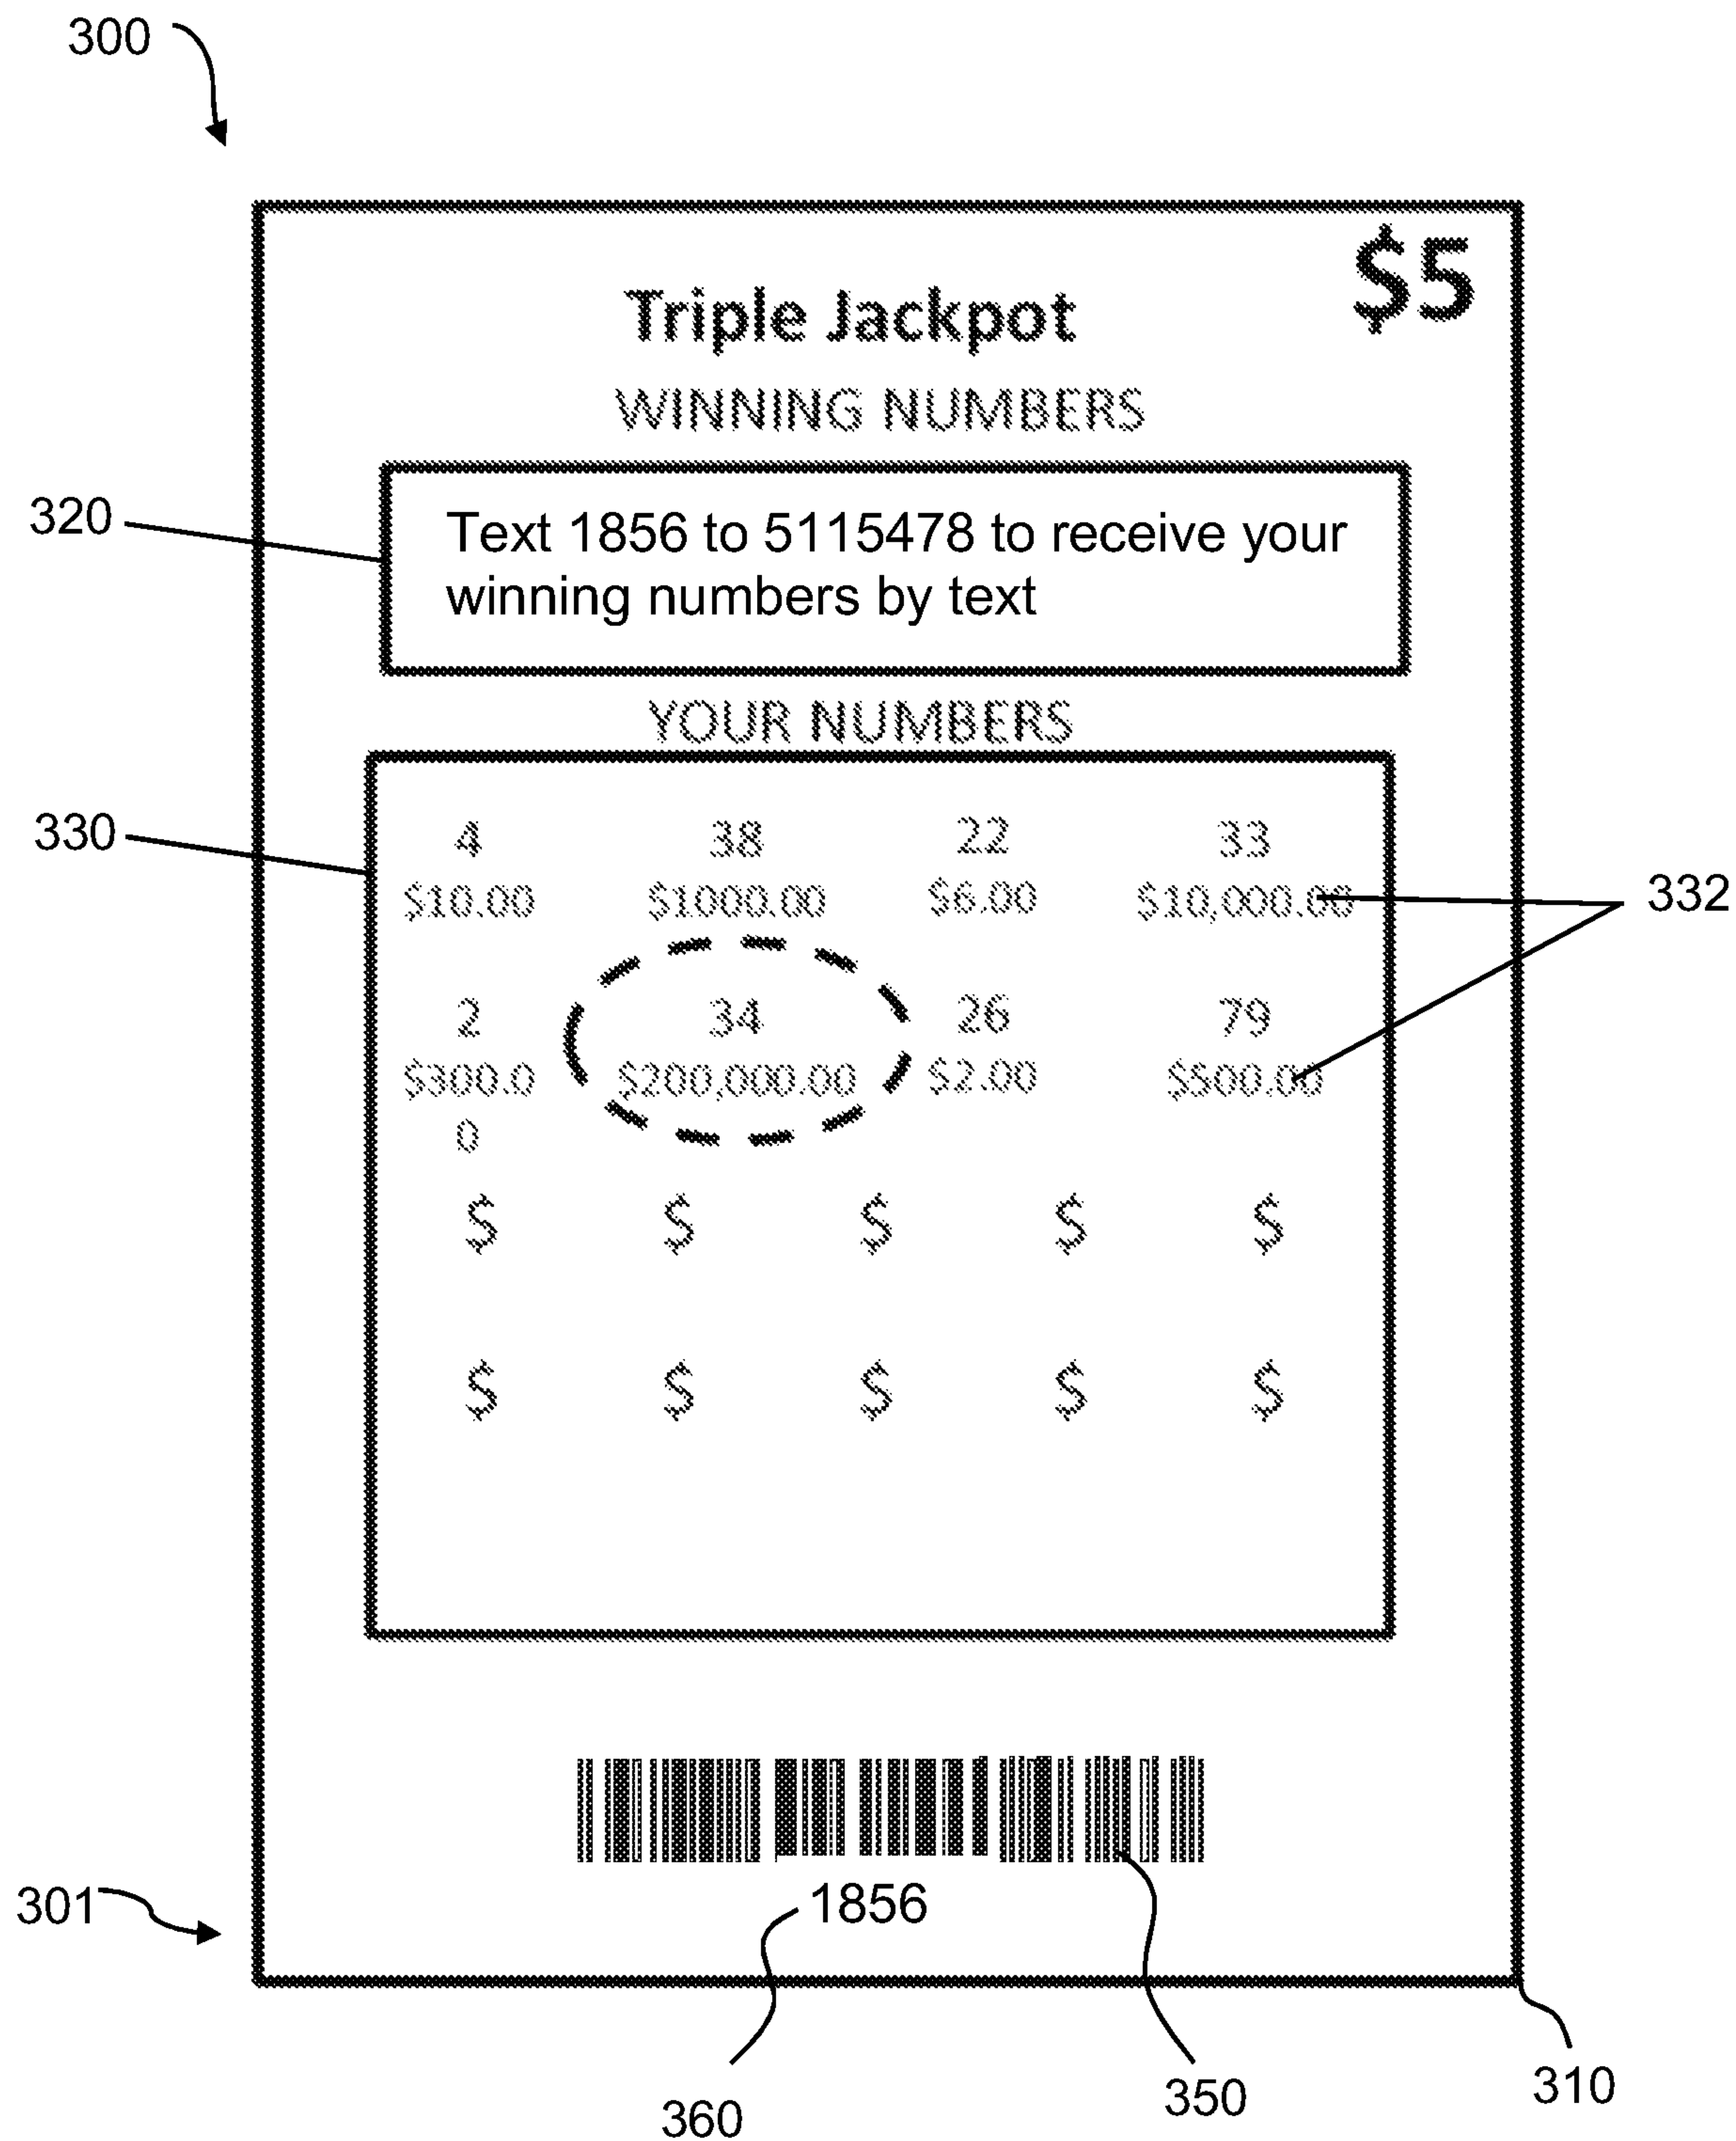 300
$5
Triple Jackpot
WINNING NUMBERS
320
Text 1856 to 5115478 to receive your
winning numbers by text
YOUR NUMBERS
330
4 38 22 33
$10.00 $1000.00 $6.00 $10,000.00
332
2 34 26 79
$300.0 $200,000.00 $2.00 $500.00
0
$ $ $ $ $
$ $ $ $ $
301
1856
360
350
310